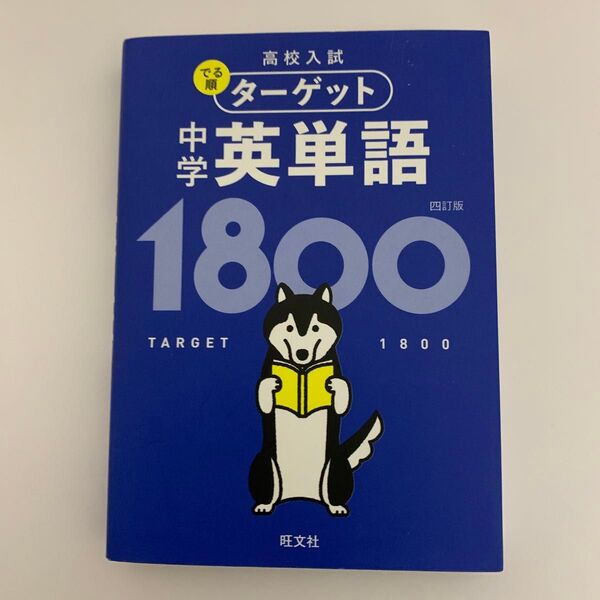 高校入試
でる
順
ターゲット
中学
英単語
1800
四訂版
TARGET 1800
旺文社